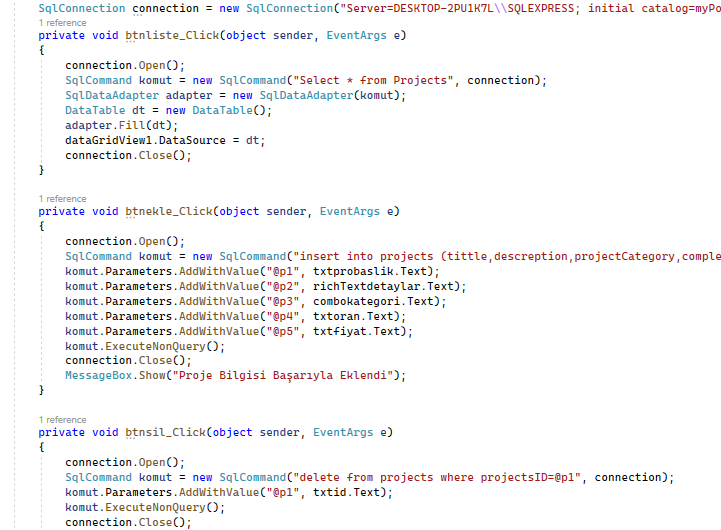 SqlConnection connection = new SqlConnection("Server=DESKTOP-2PU1K7L\\SQLEXPRESS; initial catalog=myPo
1 reference
private void btnliste_Click(object sender, EventArgs e)
{
connection.Open();
SqlCommand komut = new SqlCommand("Select * from Projects", connection);
SqlDataAdapter adapter = new SqlDataAdapter(komut);
DataTable dt = new DataTable();
adapter.Fill(dt);
dataGridView1.DataSource = dt;
connection.Close();
}
1 reference
private void btnekle_Click(object sender, EventArgs e)
{
connection.Open();
SqlCommand komut = new SqlCommand("insert into projects (tittle,descreption,projectCategory,comple
komut.Parameters.AddWithValue("@p1", txtprobaslik.Text);
komut.Parameters.AddWithValue("@p2", richTextdetaylar.Text);
komut.Parameters.AddWithValue("@p3", combokategori.Text);
komut.Parameters.AddWithValue("@p4", txtoran.Text);
komut.Parameters.AddWithValue("@p5", txtfiyat.Text);
komut.ExecuteNonQuery();
connection.Close();
MessageBox.Show("Proje Bilgisi Başarıyla Eklendi");
}
1 reference
private void btnsil_Click(object sender, EventArgs e)
{
connection.Open();
SqlCommand komut = new SqlCommand("delete from projects where projectsID=@p1", connection);
komut.Parameters.AddWithValue("@p1", txtid.Text);
komut.ExecuteNonQuery();
connection.Close();